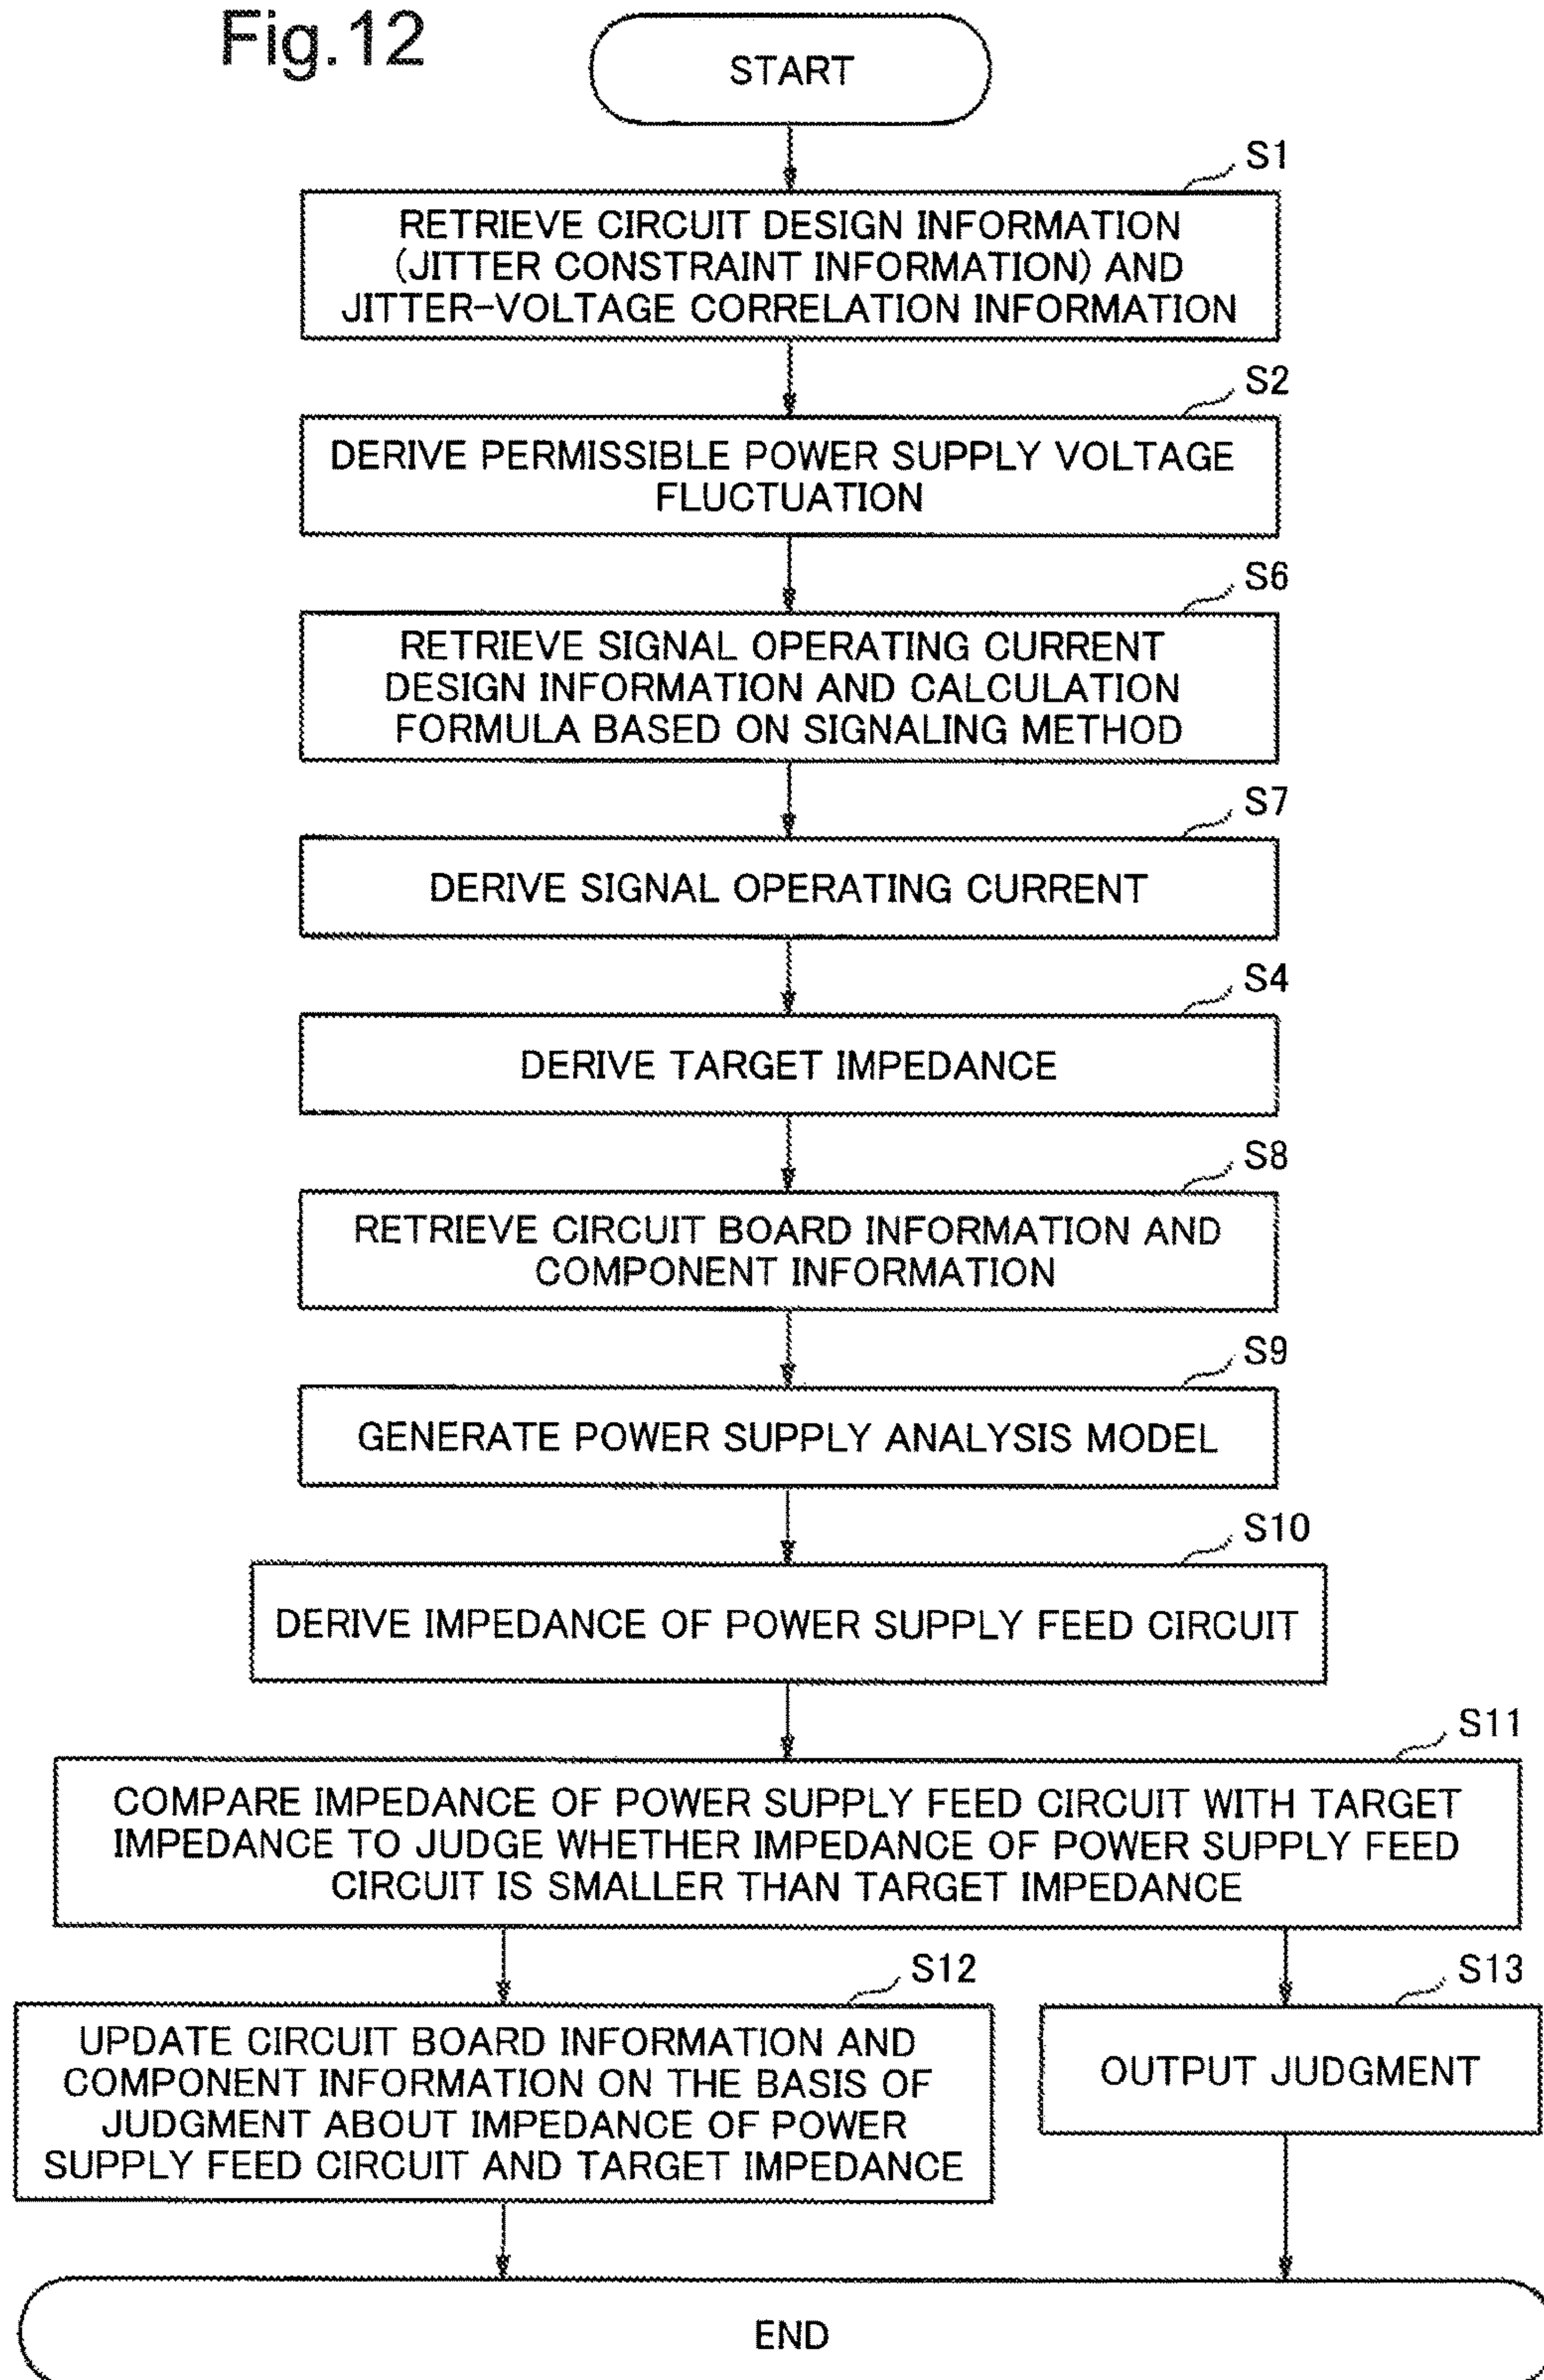 Fig.12
START
S1
RETRIEVE CIRCUIT DESIGN INFORMATION
(JITTER CONSTRAINT INFORMATION) AND
JITTER-VOLTAGE CORRELATION INFORMATION
S2
DERIVE PERMISSIBLE POWER SUPPLY VOLTAGE
FLUCTUATION
S6
RETRIEVE SIGNAL OPERATING CURRENT
DESIGN INFORMATION AND CALCULATION
FORMULA BASED ON SIGNALING METHOD
S7
DERIVE SIGNAL OPERATING CURRENT
S4
DERIVE TARGET IMPEDANCE
S8
RETRIEVE CIRCUIT BOARD INFORMATION AND
COMPONENT INFORMATION
S9
GENERATE POWER SUPPLY ANALYSIS MODEL
S10
DERIVE IMPEDANCE OF POWER SUPPLY FEED CIRCUIT
S11
COMPARE IMPEDANCE OF POWER SUPPLY FEED CIRCUIT WITH TARGET
IMPEDANCE TO JUDGE WHETHER IMPEDANCE OF POWER SUPPLY FEED
CIRCUIT IS SMALLER THAN TARGET IMPEDANCE
S12
UPDATE CIRCUIT BOARD INFORMATION AND
COMPONENT INFORMATION ON THE BASIS OF
JUDGMENT ABOUT IMPEDANCE OF POWER
SUPPLY FEED CIRCUIT AND TARGET IMPEDANCE
S13
OUTPUT JUDGMENT
END